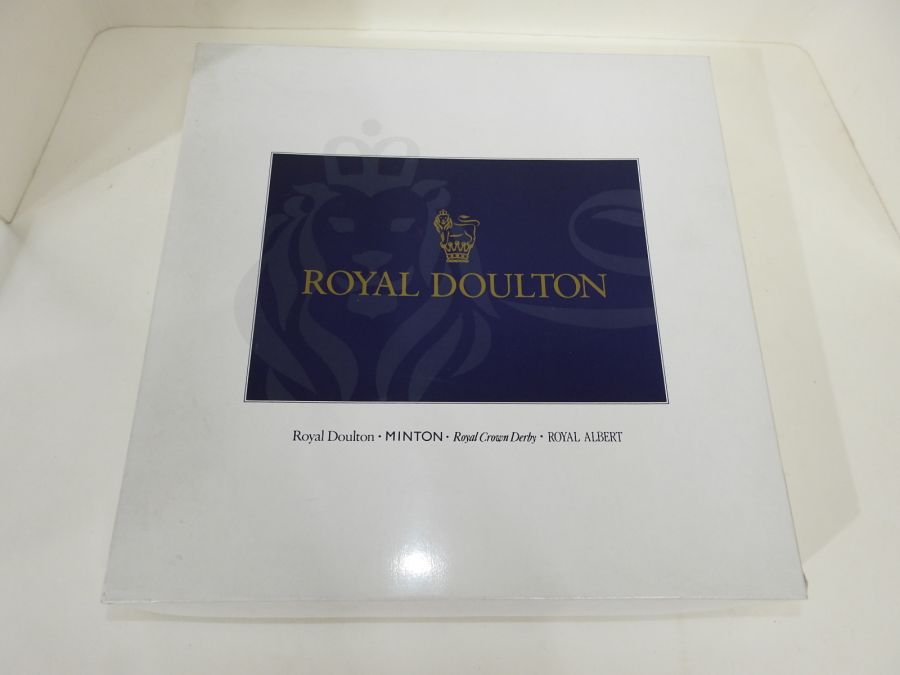 ROYAL DOULTON
Royal Doulton · MINTON · Royal Crown Derby · ROYAL ALBERT